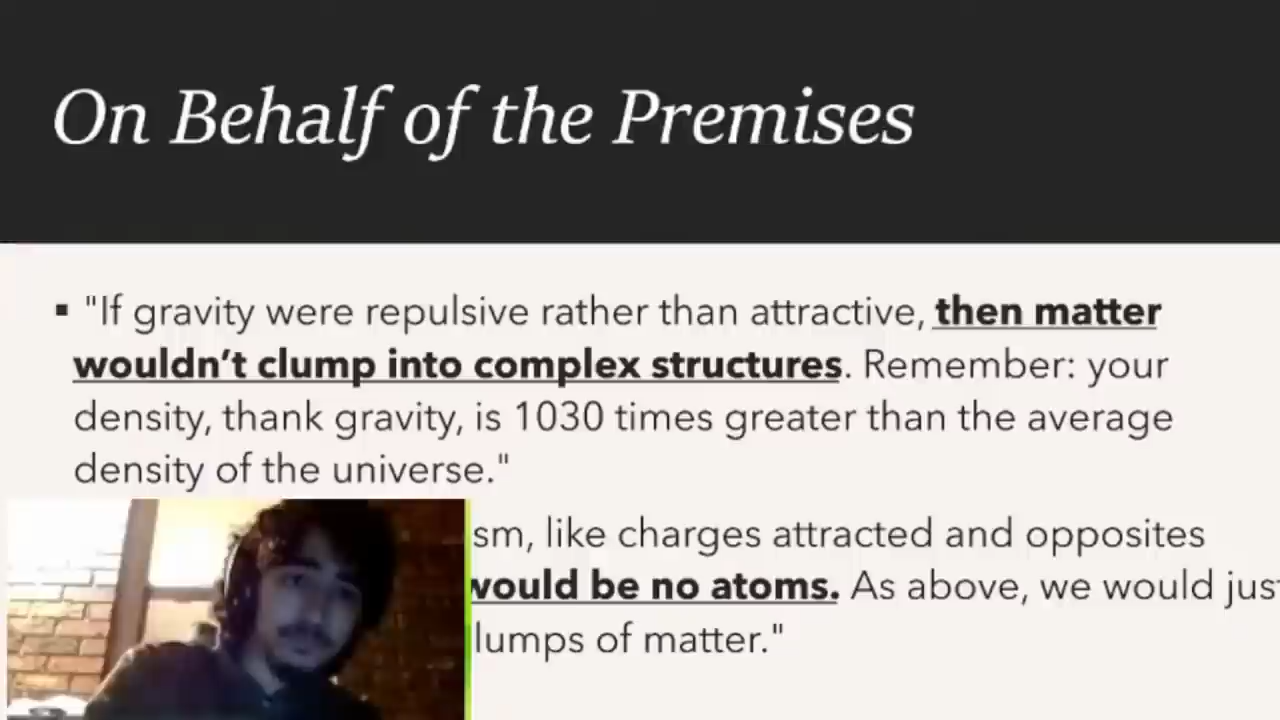 On Behalf of the Premises
▪ "If gravity were repulsive rather than attractive, then matter
wouldn’t clump into complex structures. Remember: your
density, thank gravity, is 1030 times greater than the average
density of the universe."
sm, like charges attracted and opposites
would be no atoms. As above, we would just
lumps of matter."